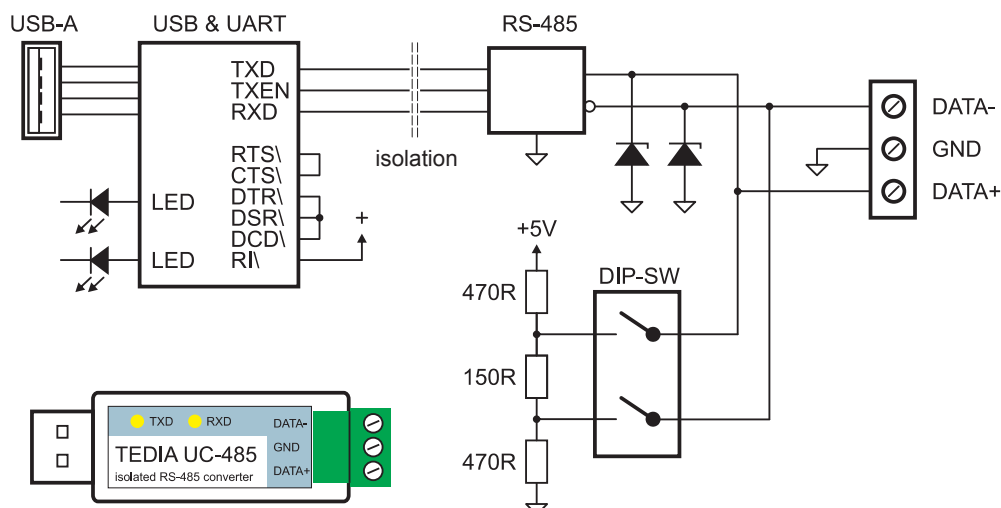 USB-A
USB & UART
RS-485
TXD
TXEN
RXD
RTS\
CTS\
DTR\
DSR\
DCD\
RI\
LED
LED
+
isolation
DATA-
GND
DATA+
+5V
DIP-SW
470R
150R
470R
TXD RXD
DATA-
GND
DATA+
TEDIA UC-485
isolated RS-485 converter